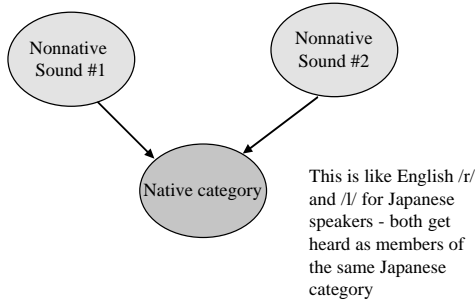 Nonnative
Sound #1
Nonnative
Sound #2
Native category
This is like English /r/
and /l/ for Japanese
speakers - both get
heard as members of
the same Japanese
category